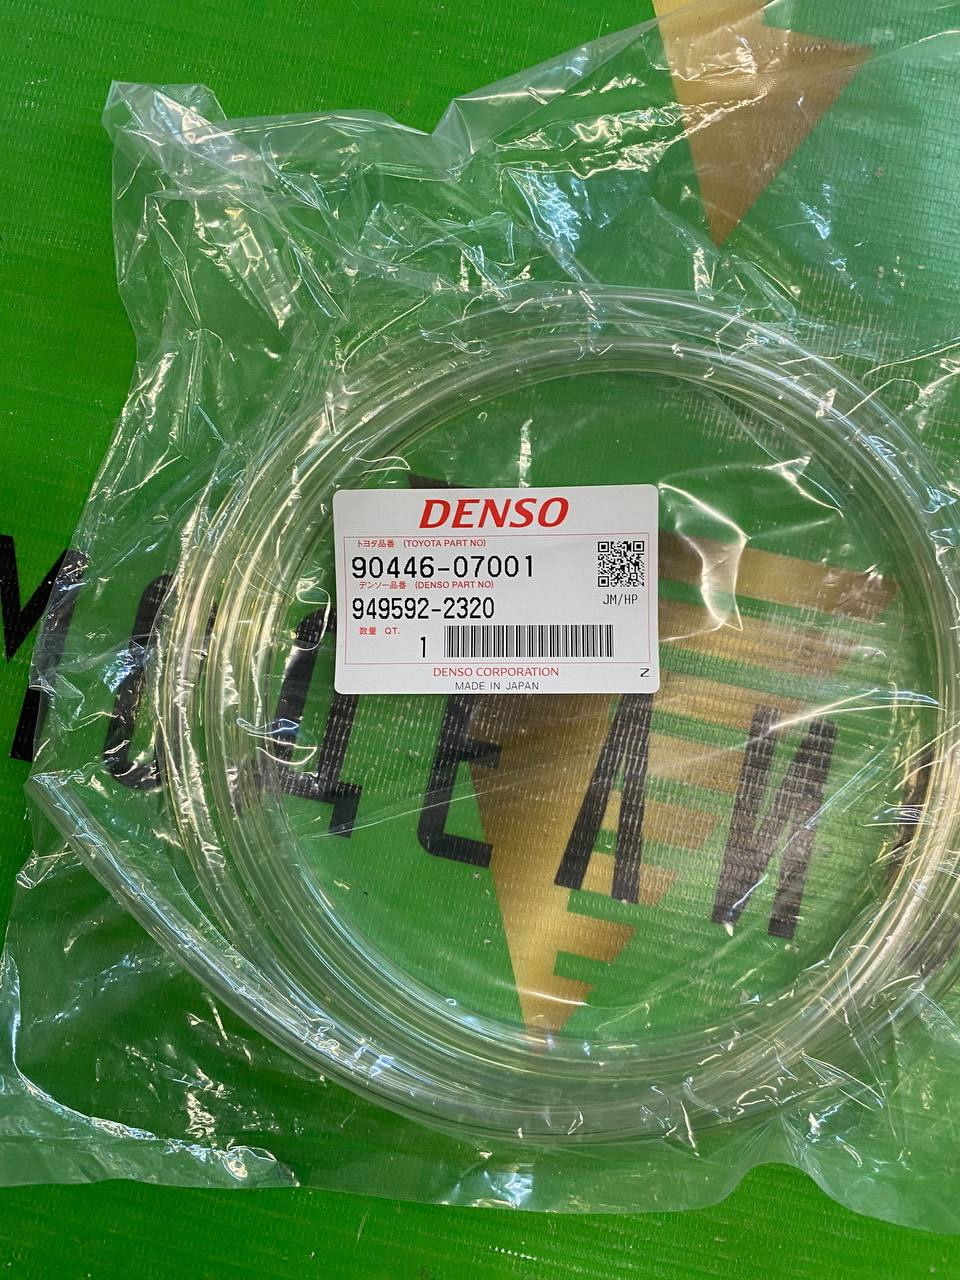 DENSO
トヨタ品番 (TOYOTA PART NO)
90446-07001
デンソー品番 (DENSO PART NO)
949592-2320
JM/HP
数量 QT.
1
DENSO CORPORATION
MADE IN JAPAN
N
МОДЕЛИ